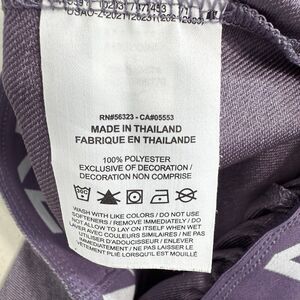 RN#56323 - CA#05553
MADE IN THAILAND
FABRIQUE EN THAILANDE
100% POLYESTER
EXCLUSIVE OF DECORATION /
DECORATION NON COMPRISE
WASH WITH LIKE COLORS / DO NOT USE
SOFTENERS / REMOVE IMMEDIATELY / DO
NOT ALLOW TO LAY ON ITSELF WHEN WET
UTILISER COULEURS SIMILAIRES / NE PAS
D'ADOUCISSEUR / ENLEVER
IMMÉDIATEMENT / NE PAS LAISSER LE
VÊTEMENT PLIÉ LORSQU'IL EST MOUILLÉ